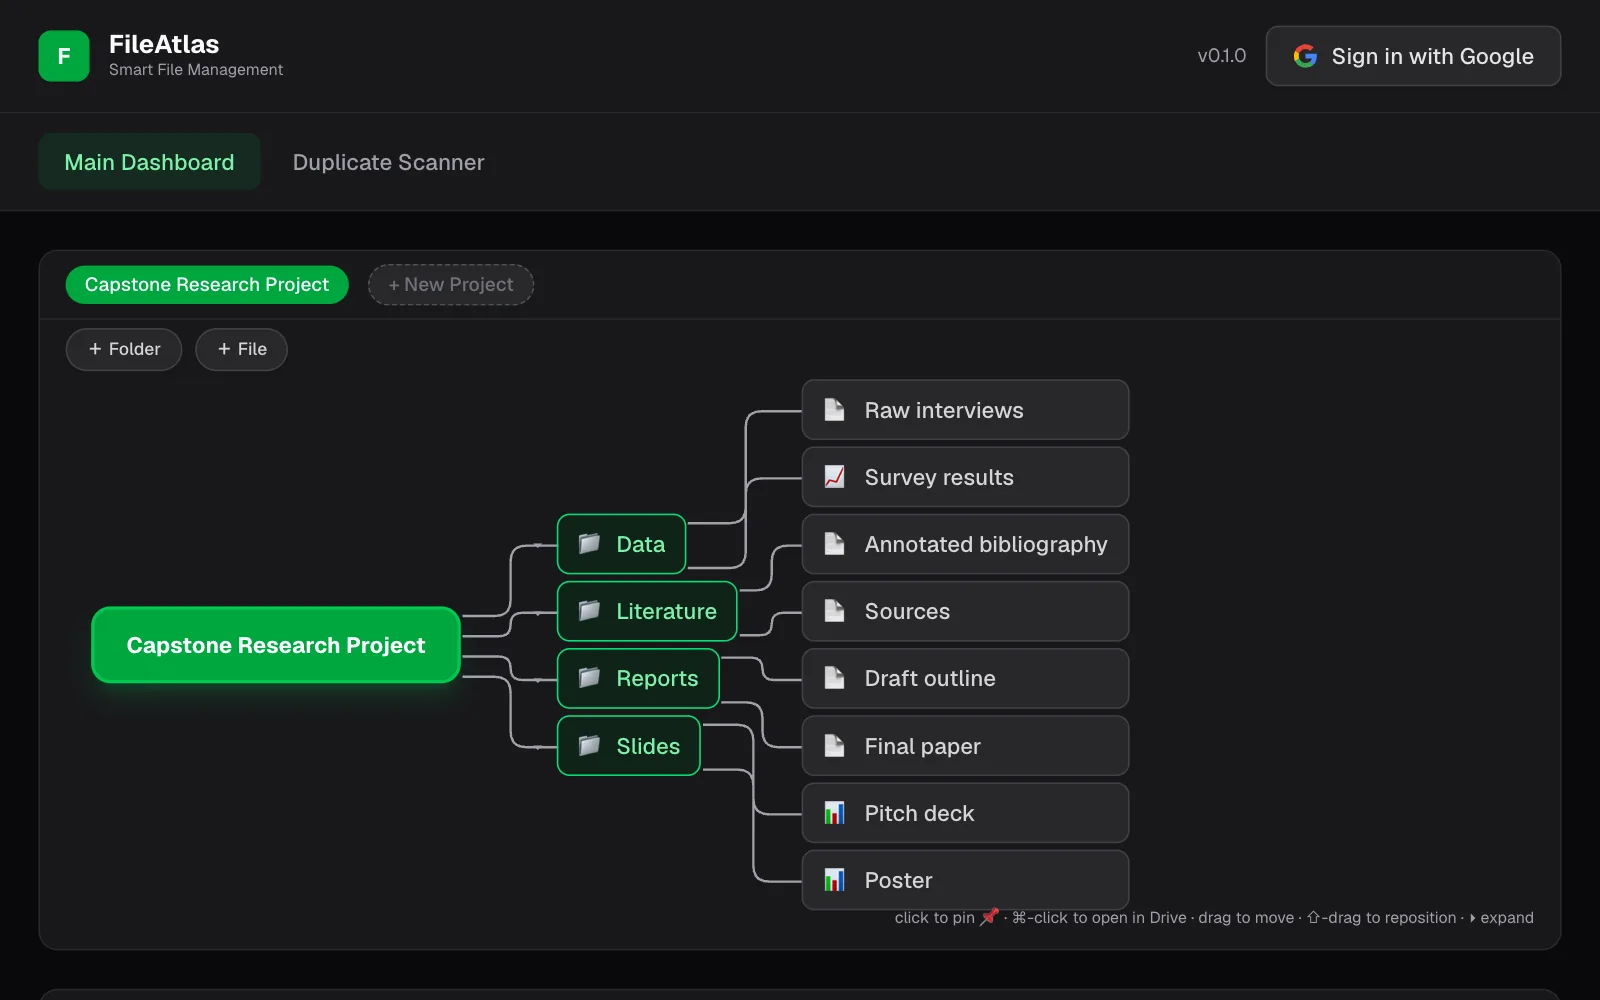 F
FileAtlas
Smart File Management
v0.1.0
Sign in with Google
Main Dashboard
Duplicate Scanner
Capstone Research Project
+ New Project
+ Folder
+ File
Capstone Research Project
Data
Literature
Reports
Slides
Raw interviews
Survey results
Annotated bibliography
Sources
Draft outline
Final paper
Pitch deck
Poster
click to pin 📌 · ⌘-click to open in Drive · drag to move · ⇧-drag to reposition · ▸ expand